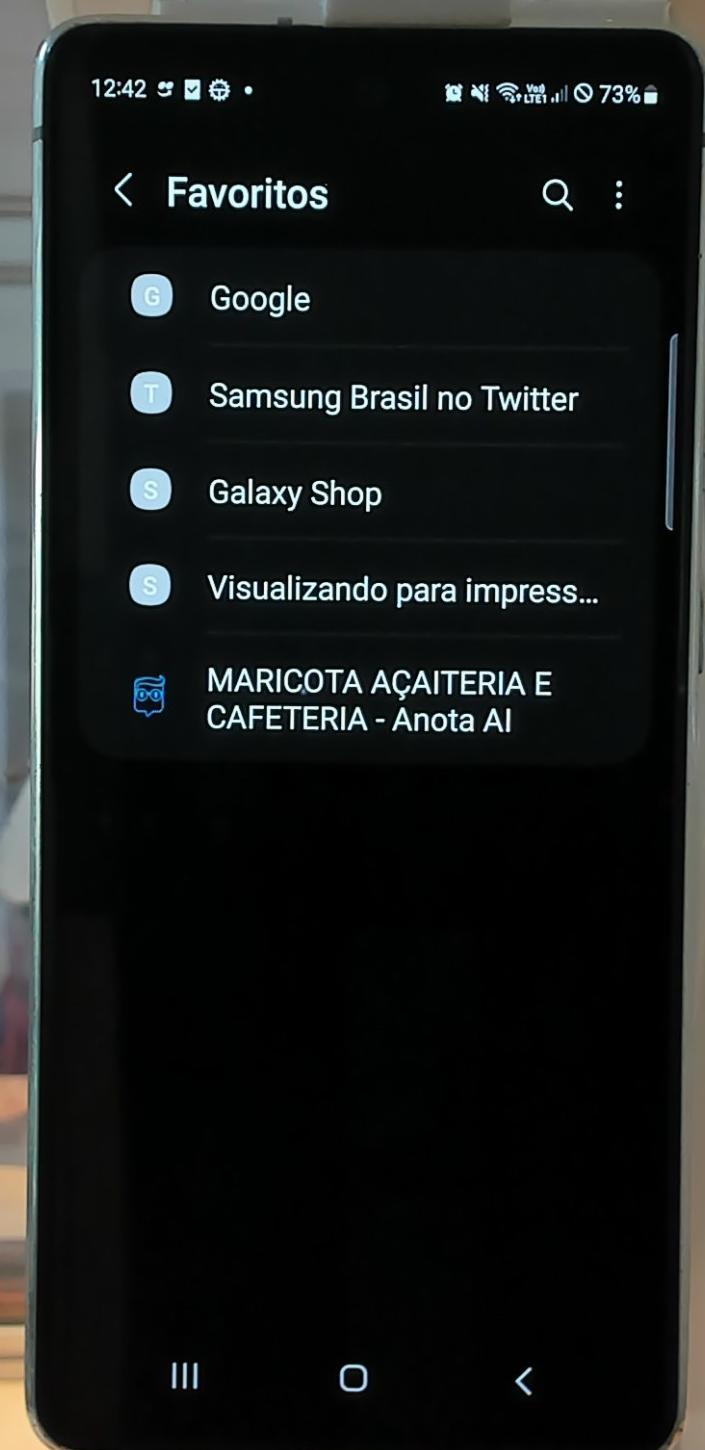 12:42 73%
Favoritos
G Google
T Samsung Brasil no Twitter
S Galaxy Shop
S Visualizando para impress...
MARICOTA AÇAITERIA E
CAFETERIA - Anota AI